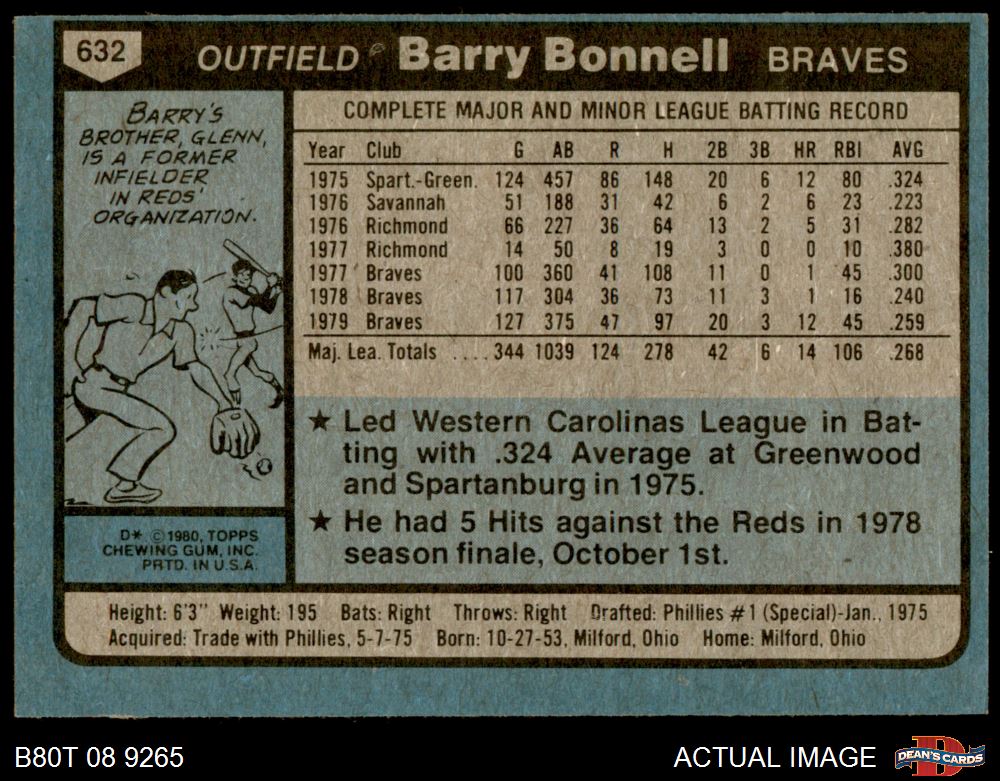 632 OUTFIELD Barry Bonnell BRAVES
BARRY'S
BROTHER, GLENN,
IS A FORMER
INFIELDER
IN REDS'
ORGANIZATION.
D* © 1980, TOPPS
CHEWING GUM, INC.
PRTD. IN U.S.A.
COMPLETE MAJOR AND MINOR LEAGUE BATTING RECORD
Year Club G AB R H 2B 3B HR RBI AVG
1975 Spart.-Green. 124 457 86 148 20 6 12 80 .324
1976 Savannah 51 188 31 42 6 2 6 23 .223
1976 Richmond 66 227 36 64 13 2 5 31 .282
1977 Richmond 14 50 8 19 3 0 0 10 .380
1977 Braves 100 360 41 108 11 0 1 45 .300
1978 Braves 117 304 36 73 11 3 1 16 .240
1979 Braves 127 375 47 97 20 3 12 45 .259
Maj. Lea. Totals .... 344 1039 124 278 42 6 14 106 .268
★ Led Western Carolinas League in Bat-
ting with .324 Average at Greenwood
and Spartanburg in 1975.
★ He had 5 Hits against the Reds in 1978
season finale, October 1st.
Height: 6'3" Weight: 195 Bats: Right Throws: Right Drafted: Phillies #1 (Special)-Jan., 1975
Acquired: Trade with Phillies, 5-7-75 Born: 10-27-53, Milford, Ohio Home: Milford, Ohio
B80T 08 9265 ACTUAL IMAGE D DEAN'S CARDS